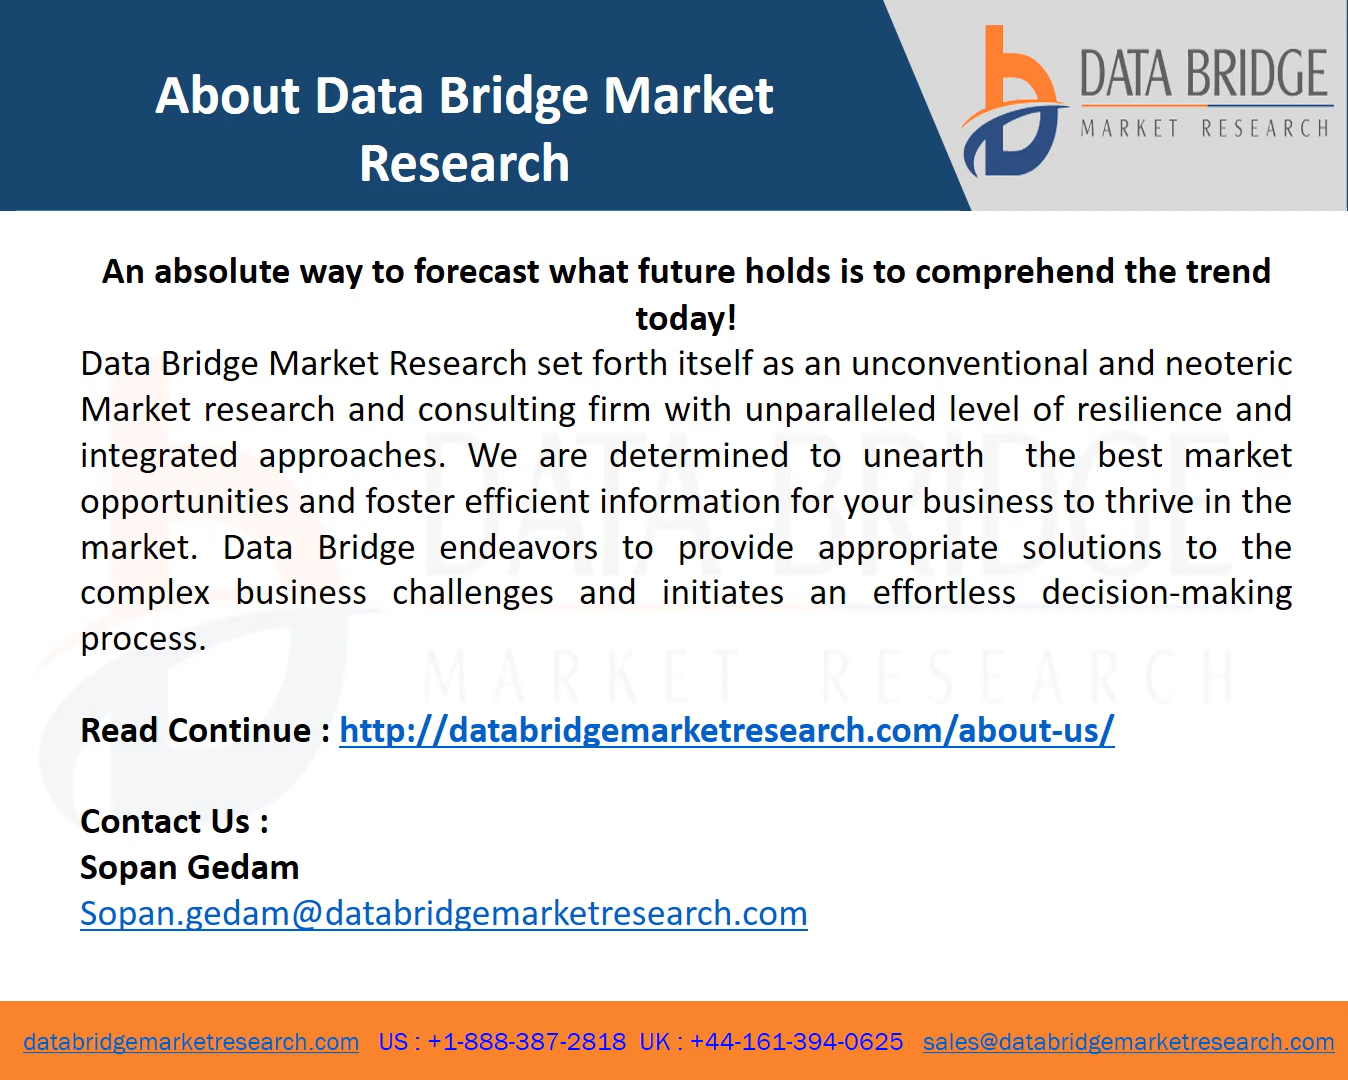 About Data Bridge Market
Research
DATA BRIDGE
MARKET RESEARCH
An absolute way to forecast what future holds is to comprehend the trend
today!
Data Bridge Market Research set forth itself as an unconventional and neoteric
Market research and consulting firm with unparalleled level of resilience and
integrated approaches. We are determined to unearth the best market
opportunities and foster efficient information for your business to thrive in the
market. Data Bridge endeavors to provide appropriate solutions to the
complex business challenges and initiates an effortless decision-making
process.
DATA BRIDGE
MARKET RESEARCH
Read Continue : http://databridgemarketresearch.com/about-us/
Contact Us :
Sopan Gedam
Sopan.gedam@databridgemarketresearch.com
databridgemarketresearch.com US : +1-888-387-2818 UK : +44-161-394-0625 sales@databridgemarketresearch.com